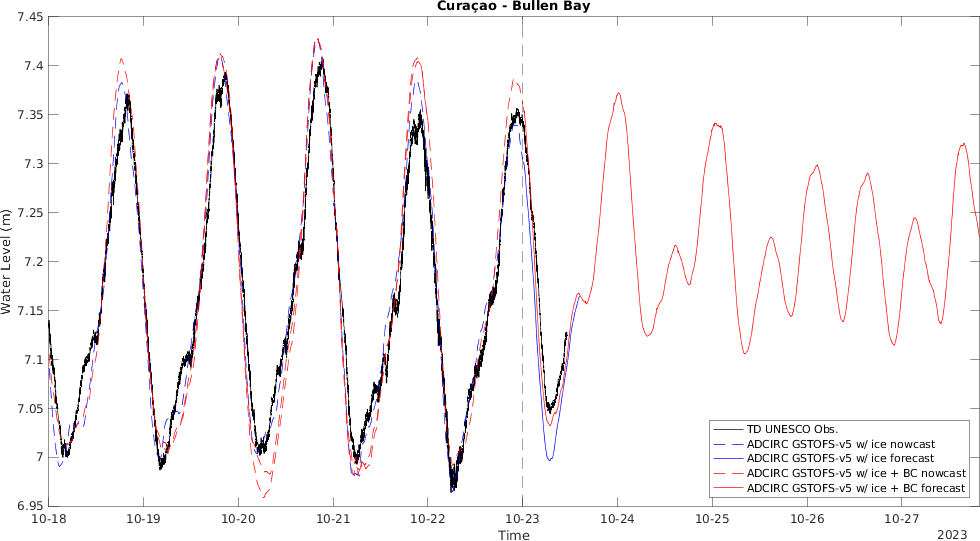 Curaçao - Bullen Bay
7.45
7.4
7.35
7.3
7.25
7.2
7.15
7.1
7.05
7
6.95
Water Level (m)
10-18 10-19 10-20 10-21 10-22 10-23 10-24 10-25 10-26 10-27
Time
2023
TD UNESCO Obs.
ADCIRC GSTOFS-v5 w/ ice nowcast
ADCIRC GSTOFS-v5 w/ ice forecast
ADCIRC GSTOFS-v5 w/ ice + BC nowcast
ADCIRC GSTOFS-v5 w/ ice + BC forecast